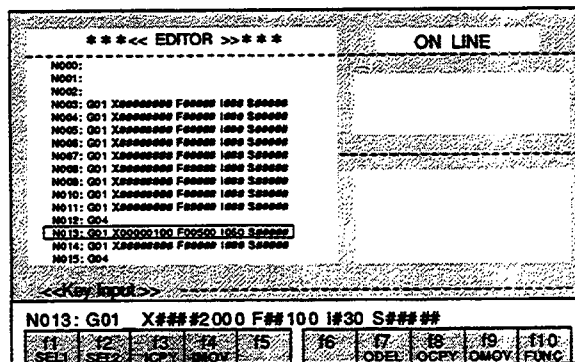 ***<< EDITOR >>***
ON LINE
N000:
N001:
N002:
N003: G01 X######## F##### I### S#####
N004: G01 X######## F##### I### S#####
N005: G01 X######## F##### I### S#####
N006: G01 X######## F##### I### S#####
N007: G01 X######## F##### I### S#####
N008: G01 X######## F##### I### S#####
N009: G01 X######## F##### I### S#####
N010: G01 X######## F##### I### S#####
N011: G01 X######## F##### I### S#####
N012: G04
N013: G01 X00000100 F00500 I050 S#####
N014: G01 X######## F##### I### S#####
N015: G04
<<Key Input>>
N013: G01 X####2000 F##100 I#30 S#####
f1 f2 f3 f4 f5 f6 f7 f8 f9 f10
SEL1 SEL2 ICPY IMOV ODEL OCPY OMOV FUNC